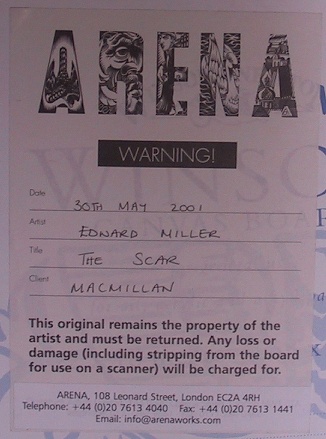 ARENA
WARNING!
Date 30TH MAY 2001
Artist EDWARD MILLER
Title THE SCAR
Client MACMILLAN
This original remains the property of the
artist and must be returned. Any loss or
damage (including stripping from the board
for use on a scanner) will be charged for.
ARENA, 108 Leonard Street, London EC2A 4RH
Telephone: +44 (0)20 7613 4040 Fax: +44 (0)20 7613 1441
Email: info@arenaworks.com